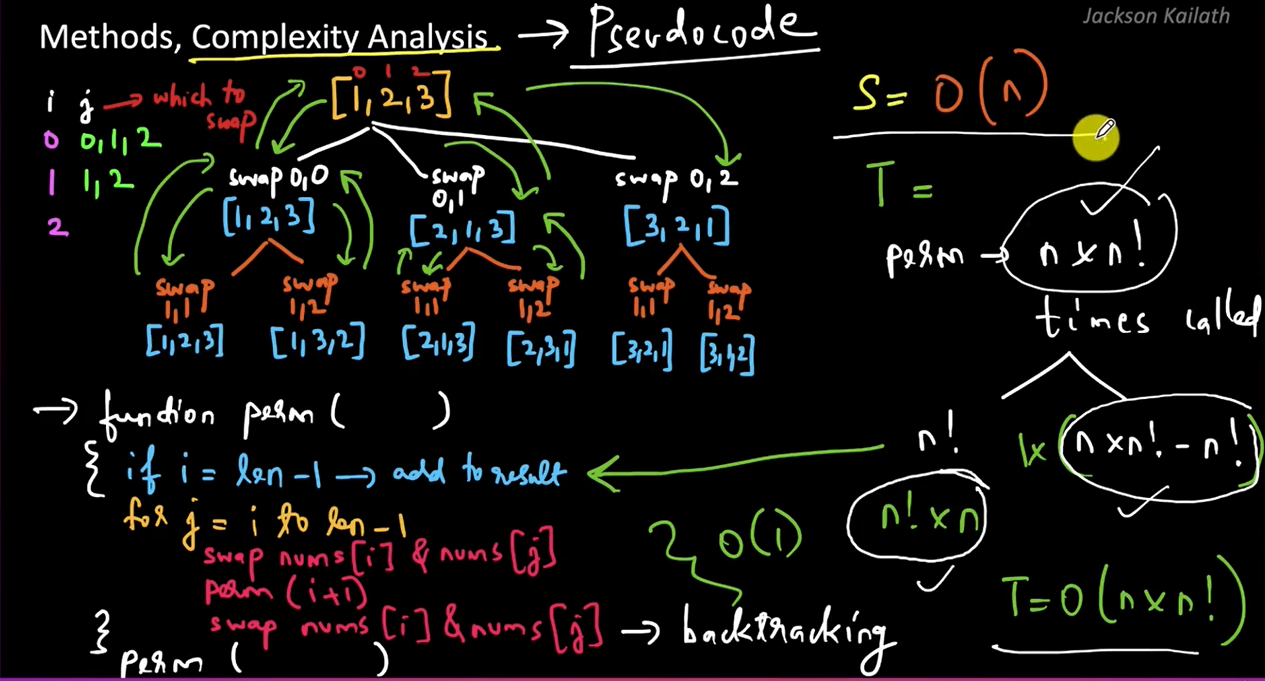 Jackson Kailath
Methods, Complexity Analysis → Pseudocode
0 1 2
[1,2,3]
i j → which to
swap
0 0,1,2
1 1,2
2
swap 0,0
[1,2,3]
swap
0,1
[2,1,3]
swap 0,2
[3,2,1]
swap
1,1
[1,2,3]
swap
1,2
[1,3,2]
swap
1,1
[2,1,3]
swap
1,2
[2,3,1]
swap
1,1
[3,2,1]
swap
1,2
[3,1,2]
S = O(n)
T =
perm → n x n!
times called
n!
n! x n
1x (n x n! - n!)
T = O(n x n!)
→ function perm( )
{ if i = len-1 → add to result
for j = i to len-1
swap nums[i] & nums[j]
perm (i+1)
swap nums[i] & nums[j] → backtracking
O(1)
}
perm ( )